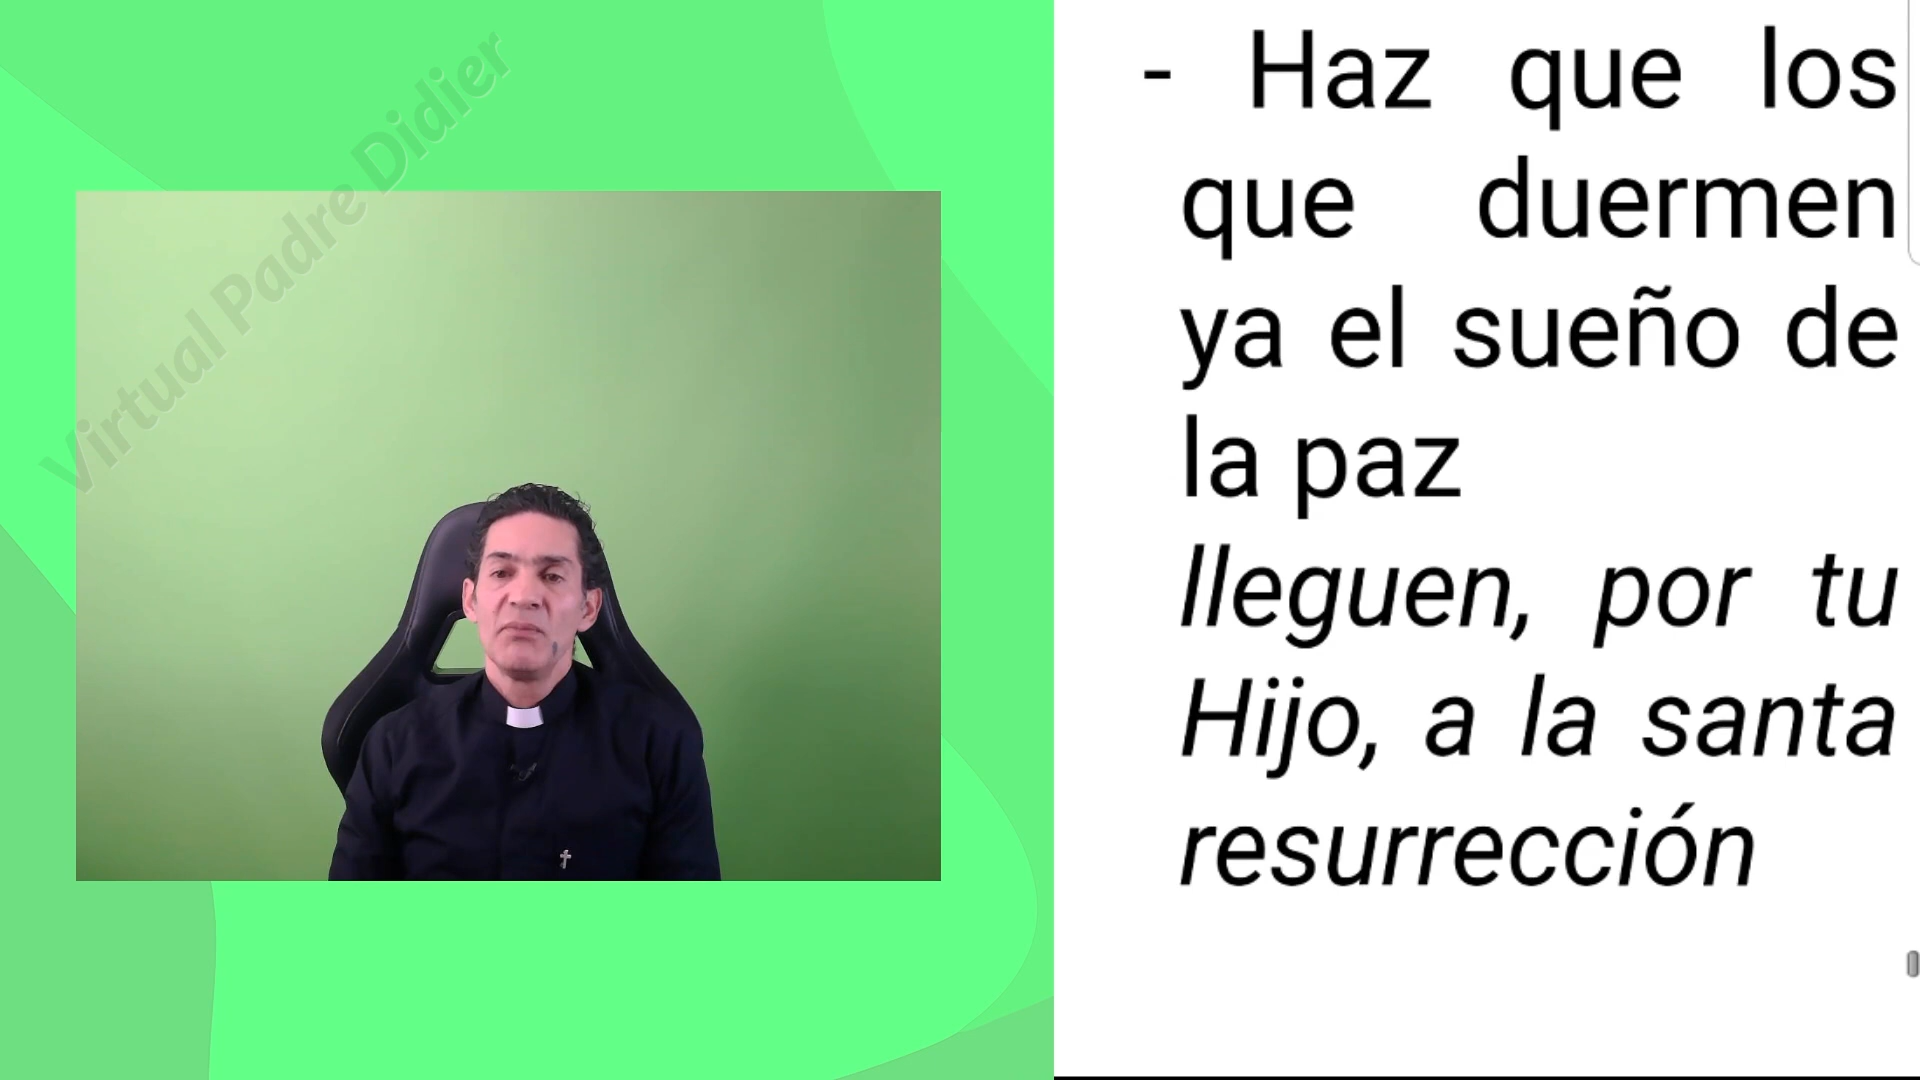 Virtual Padre Didier
- Haz que los
que duermen
ya el sueño de
la paz
lleguen, por tu
Hijo, a la santa
resurrección